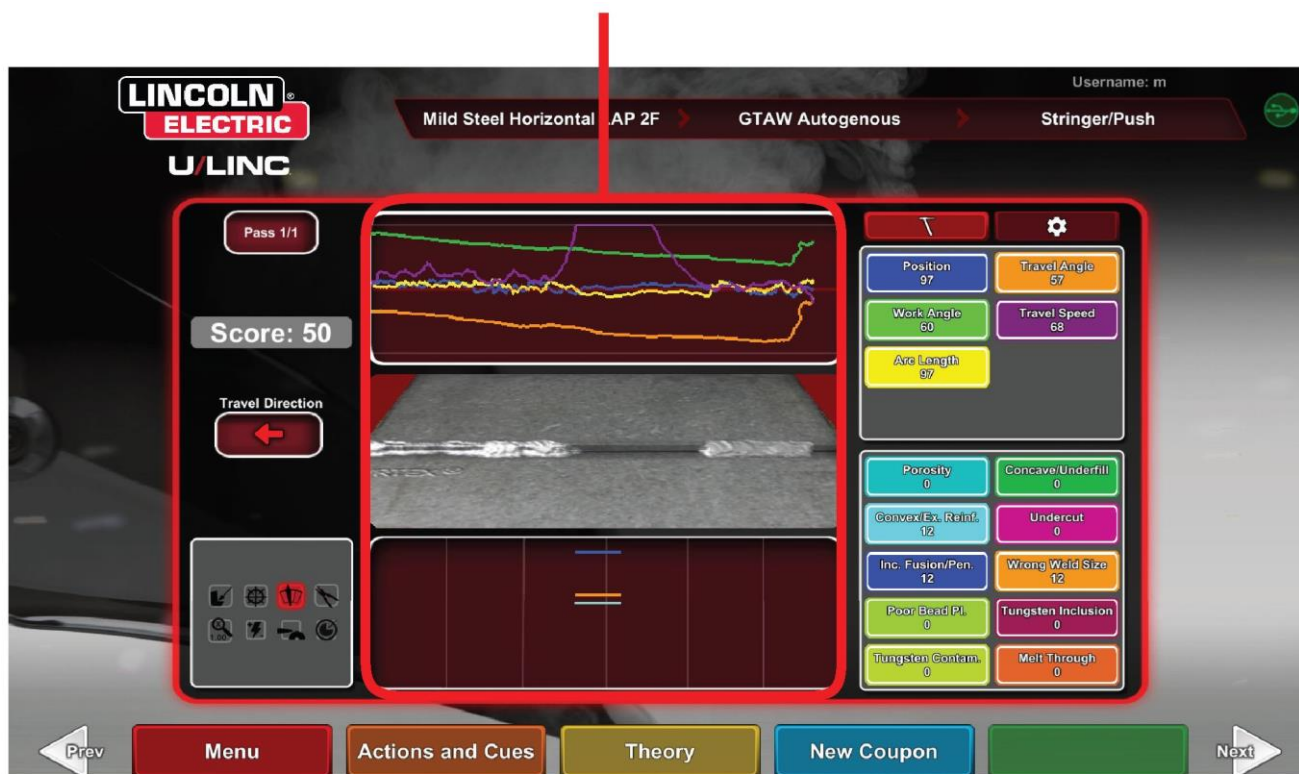 Username: m
LINCOLN ®
ELECTRIC
U/LINC
Mild Steel Horizontal LAP 2F
GTAW Autogenous
Stringer/Push
Pass 1/1
Score: 50
Travel Direction
1.00
Position
97
Travel Angle
57
Work Angle
60
Travel Speed
68
Arc Length
97
Porosity
0
Concave/Underfill
0
Convex/Ex. Reinf.
12
Undercut
0
Inc. Fusion/Pen.
12
Wrong Weld Size
12
Poor Bead Pl.
0
Tungsten Inclusion
0
Tungsten Contam.
0
Melt Through
0
Prev
Menu
Actions and Cues
Theory
New Coupon
Next